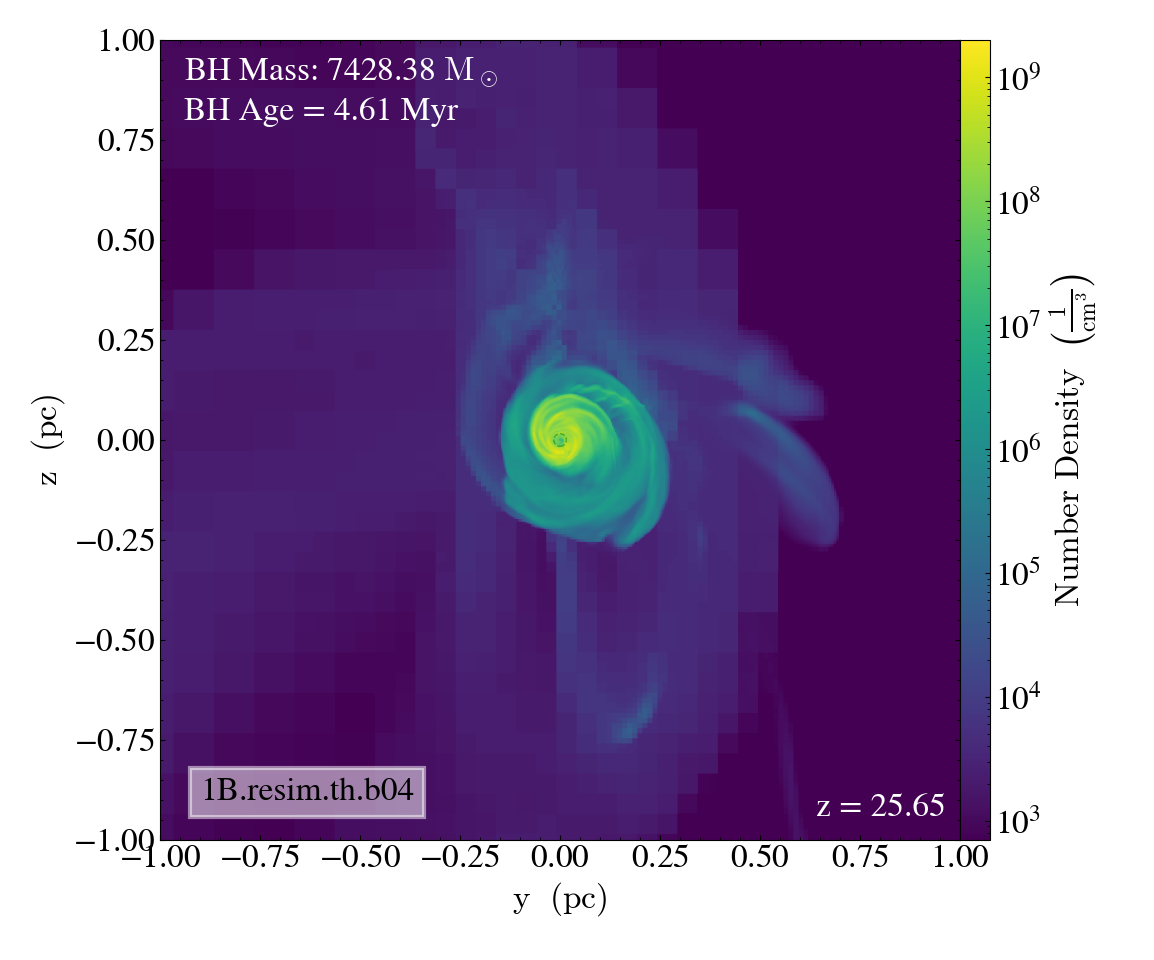 BH Mass: 7428.38 M⊙
BH Age = 4.61 Myr
1B.resim.th.b04
z = 25.65
1.00
0.75
0.50
0.25
0.00
−0.25
−0.50
−0.75
−1.00
z (pc)
−1.00 −0.75 −0.50 −0.25 0.00 0.25 0.50 0.75 1.00
y (pc)
10⁹
10⁸
10⁷
10⁶
10⁵
10⁴
10³
Number Density (1/cm³)